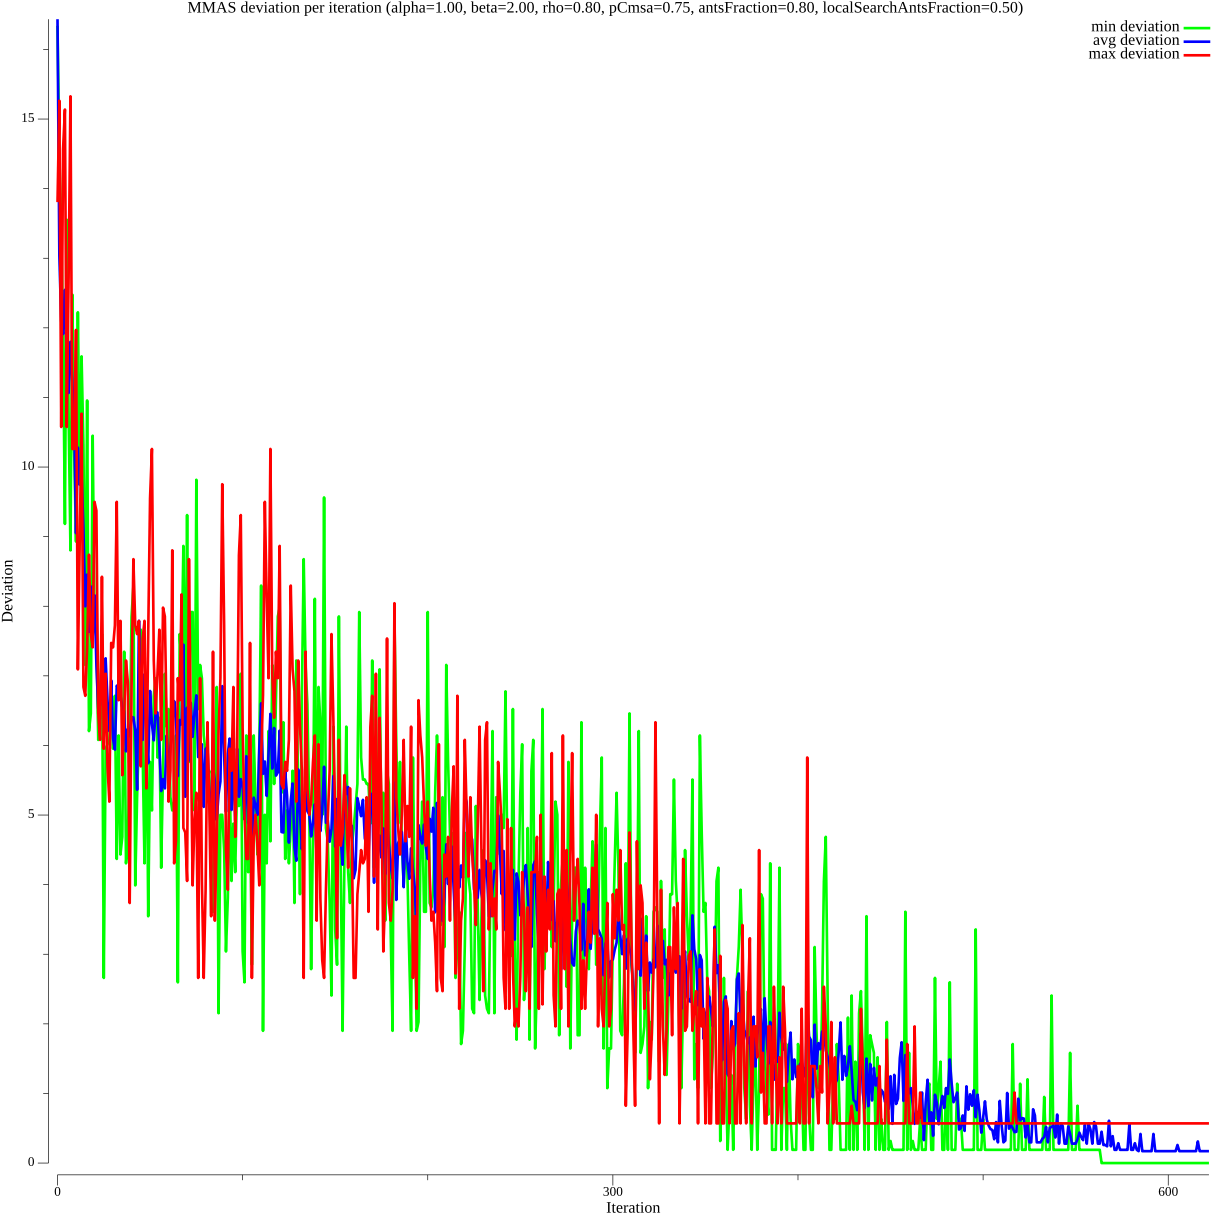 MMAS deviation per iteration (alpha=1.00, beta=2.00, rho=0.80, pCmsa=0.75, antsFraction=0.80, localSearchAntsFraction=0.50)
min deviation
avg deviation
max deviation
15
10
5
0
Deviation
0
300
600
Iteration